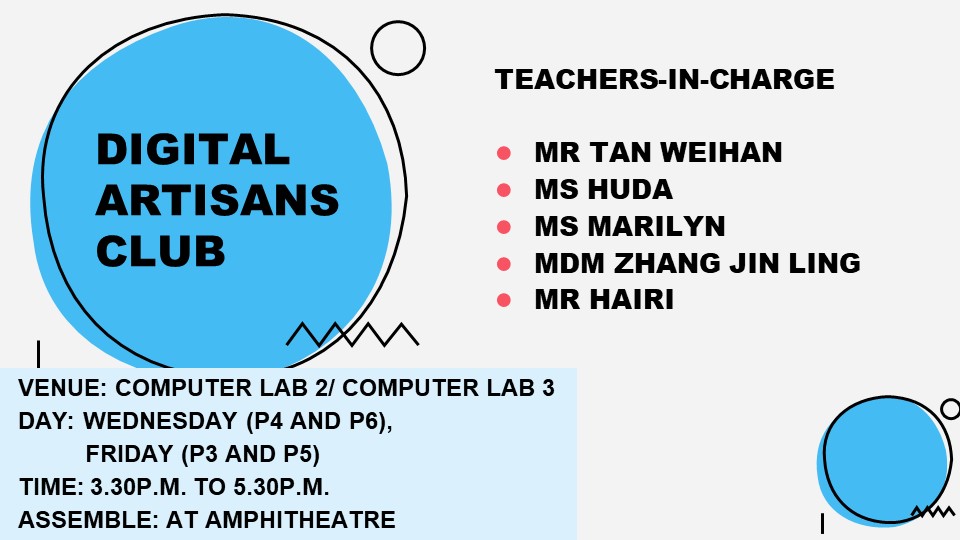 DIGITAL
ARTISANS
CLUB
TEACHERS-IN-CHARGE
MR TAN WEIHAN
MS HUDA
MS MARILYN
MDM ZHANG JIN LING
MR HAIRI
VENUE: COMPUTER LAB 2/ COMPUTER LAB 3
DAY: WEDNESDAY (P4 AND P6),
FRIDAY (P3 AND P5)
TIME: 3.30P.M. TO 5.30P.M.
ASSEMBLE: AT AMPHITHEATRE